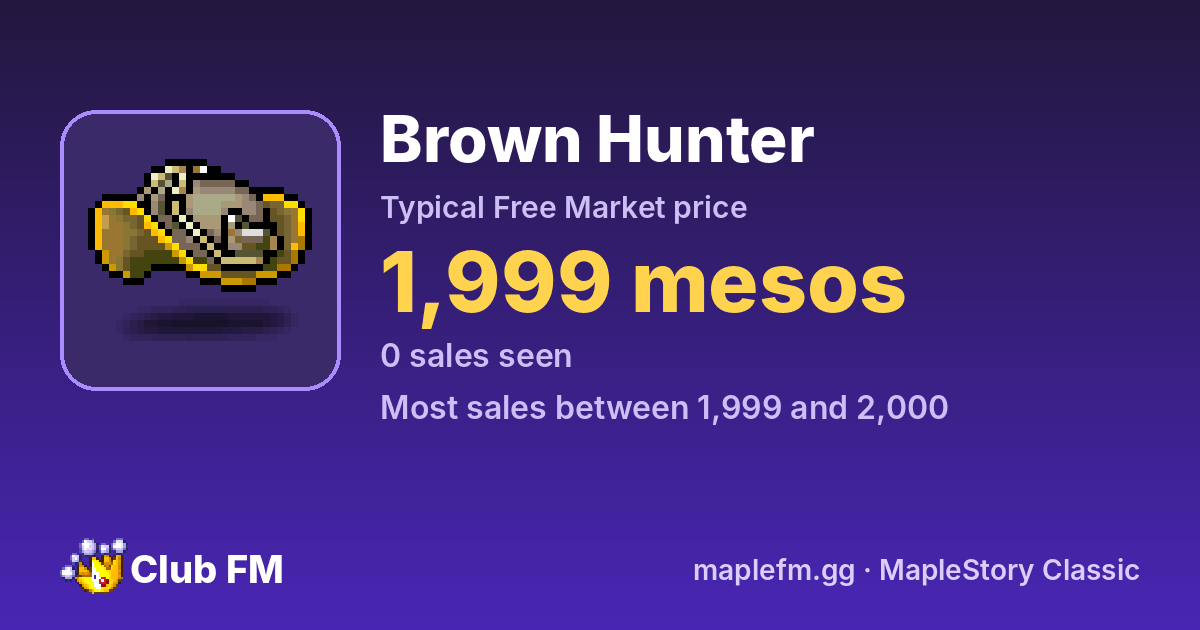 Brown Hunter
Typical Free Market price
1,999 mesos
0 sales seen
Most sales between 1,999 and 2,000
Club FM
maplefm.gg · MapleStory Classic